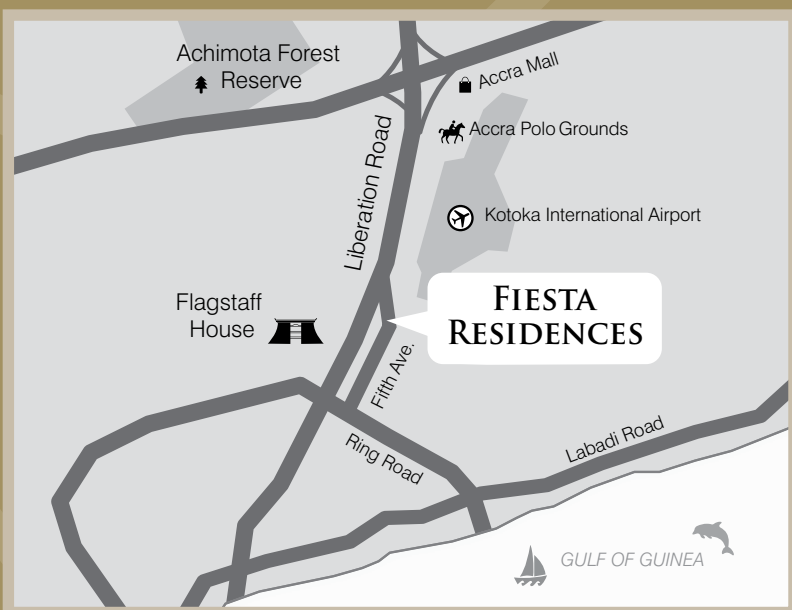 Achimota Forest
Reserve
Accra Mall
Accra Polo Grounds
Liberation Road
Kotoka International Airport
Flagstaff
House
FIESTA
RESIDENCES
Fifth Ave.
Ring Road
Labadi Road
GULF OF GUINEA